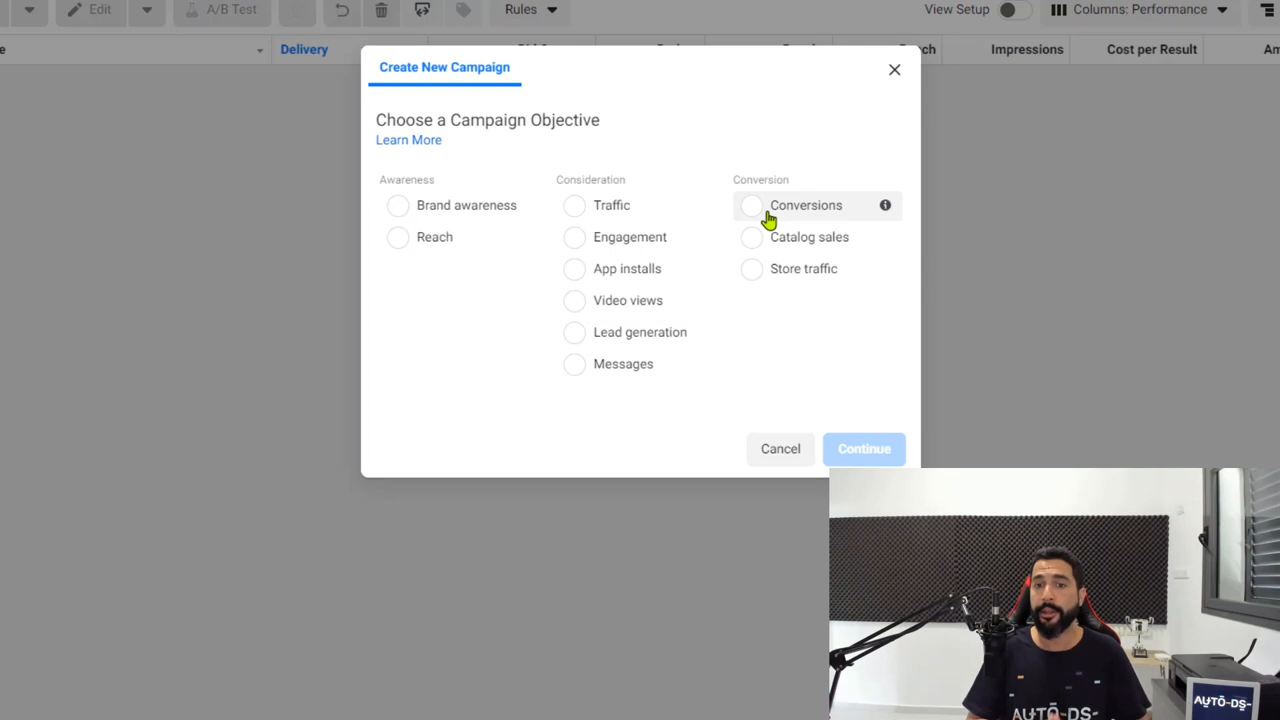 Edit
A/B Test
Rules
View Setup
Columns: Performance
Delivery
Impressions
Cost per Result
Create New Campaign
Choose a Campaign Objective
Learn More
Awareness
Brand awareness
Reach
Consideration
Traffic
Engagement
App installs
Video views
Lead generation
Messages
Conversion
Conversions
Catalog sales
Store traffic
Cancel
Continue
AUTO-DS-
AUTO-DS-